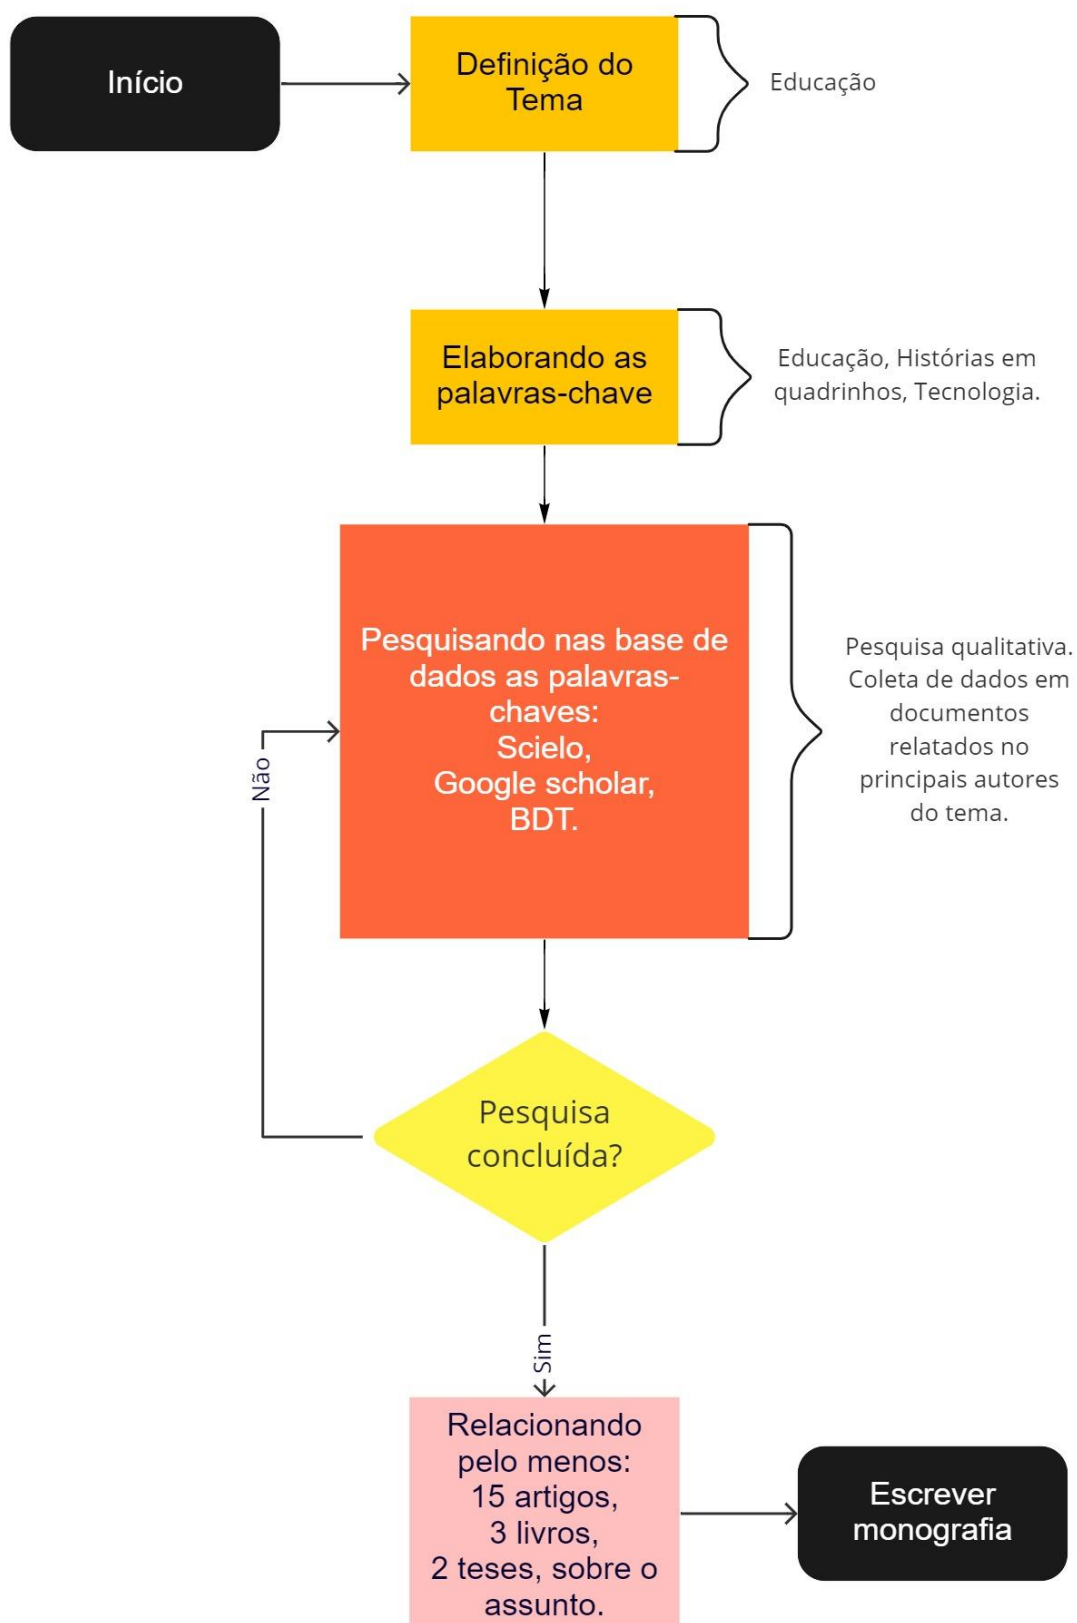 Início
Definição do
Tema
Educação
Elaborando as
palavras-chave
Educação, Histórias em
quadrinhos, Tecnologia.
Pesquisando nas base de
dados as palavras-
chaves:
Scielo,
Google scholar,
BDT.
Pesquisa qualitativa.
Coleta de dados em
documentos
relatados no
principais autores
do tema.
Não
Pesquisa
concluída?
Sim
Relacionando
pelo menos:
15 artigos,
3 livros,
2 teses, sobre o
assunto.
Escrever
monografia